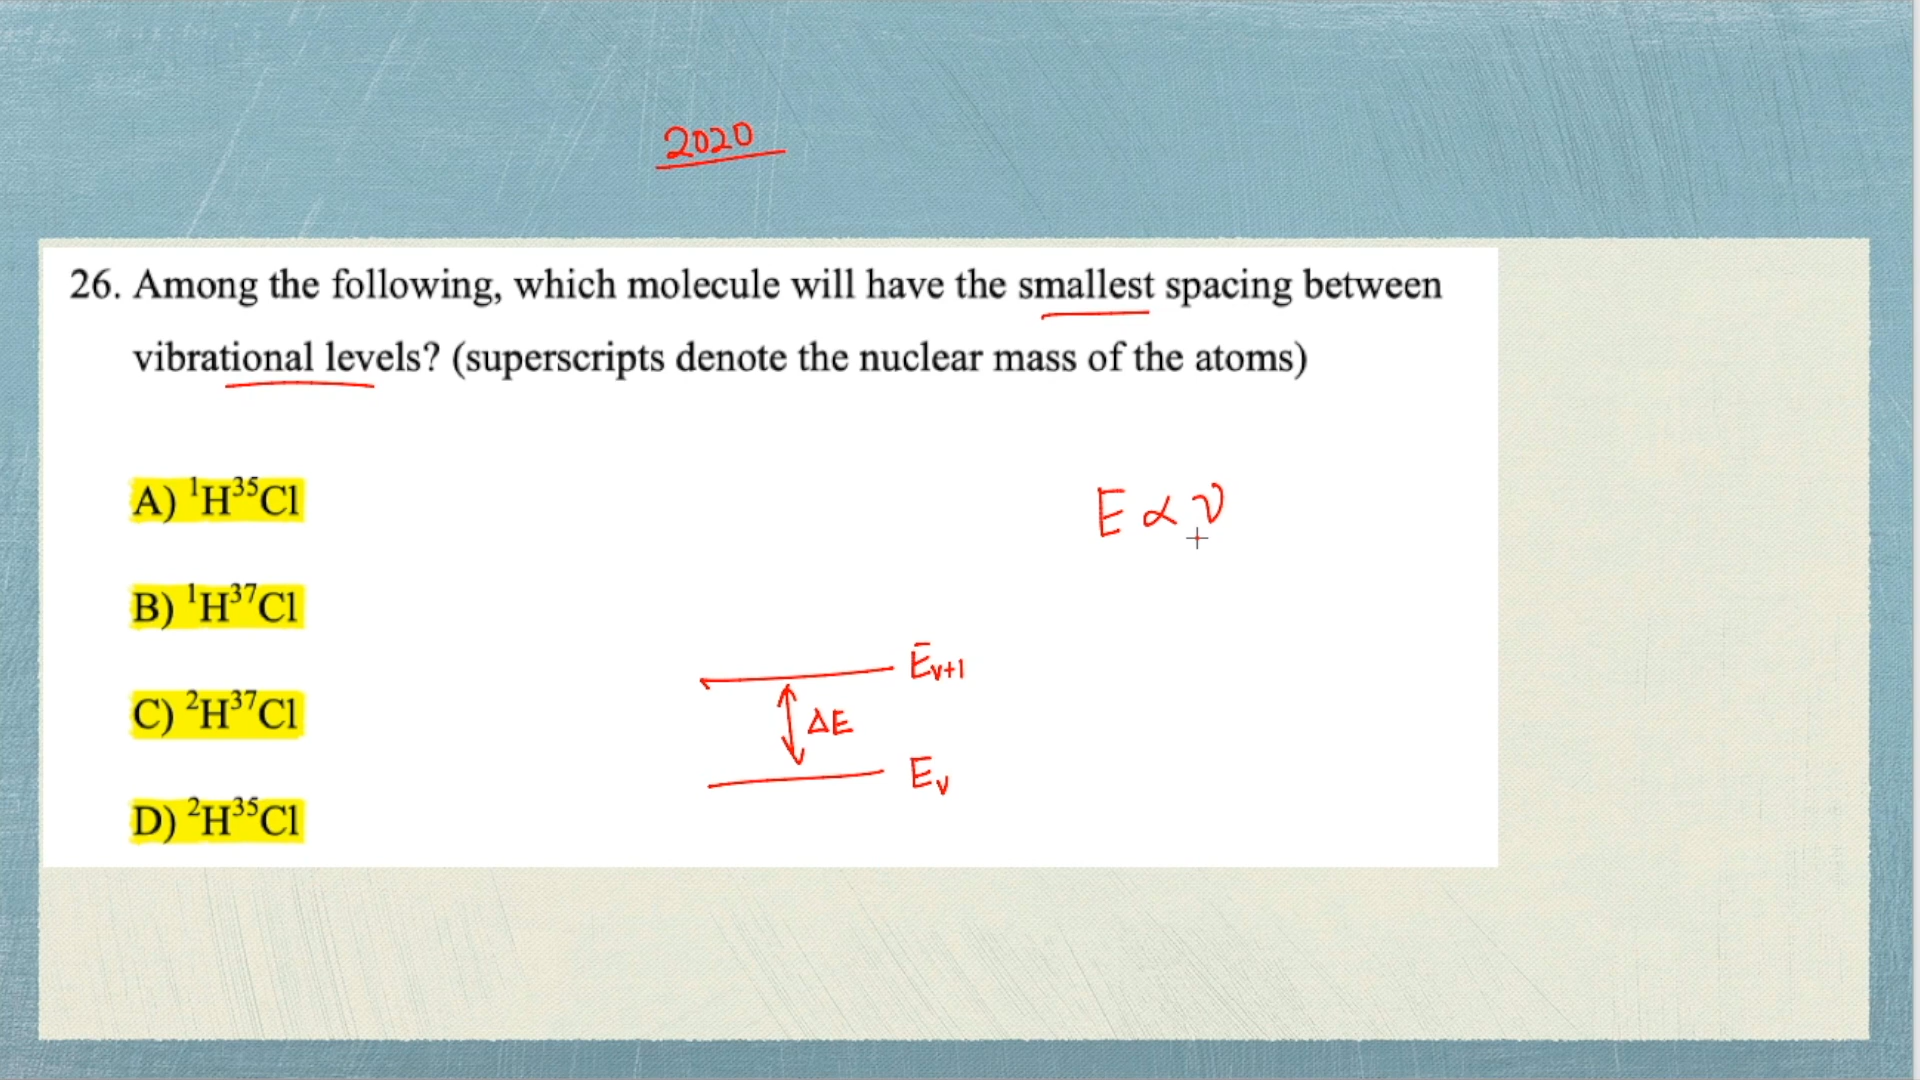 2020
26. Among the following, which molecule will have the smallest spacing between
vibrational levels? (superscripts denote the nuclear mass of the atoms)
A) ¹H³⁵Cl
E ∝ ν
B) ¹H³⁷Cl
Eᵥ₊₁
C) ²H³⁷Cl
ΔE
Eᵥ
D) ²H³⁵Cl